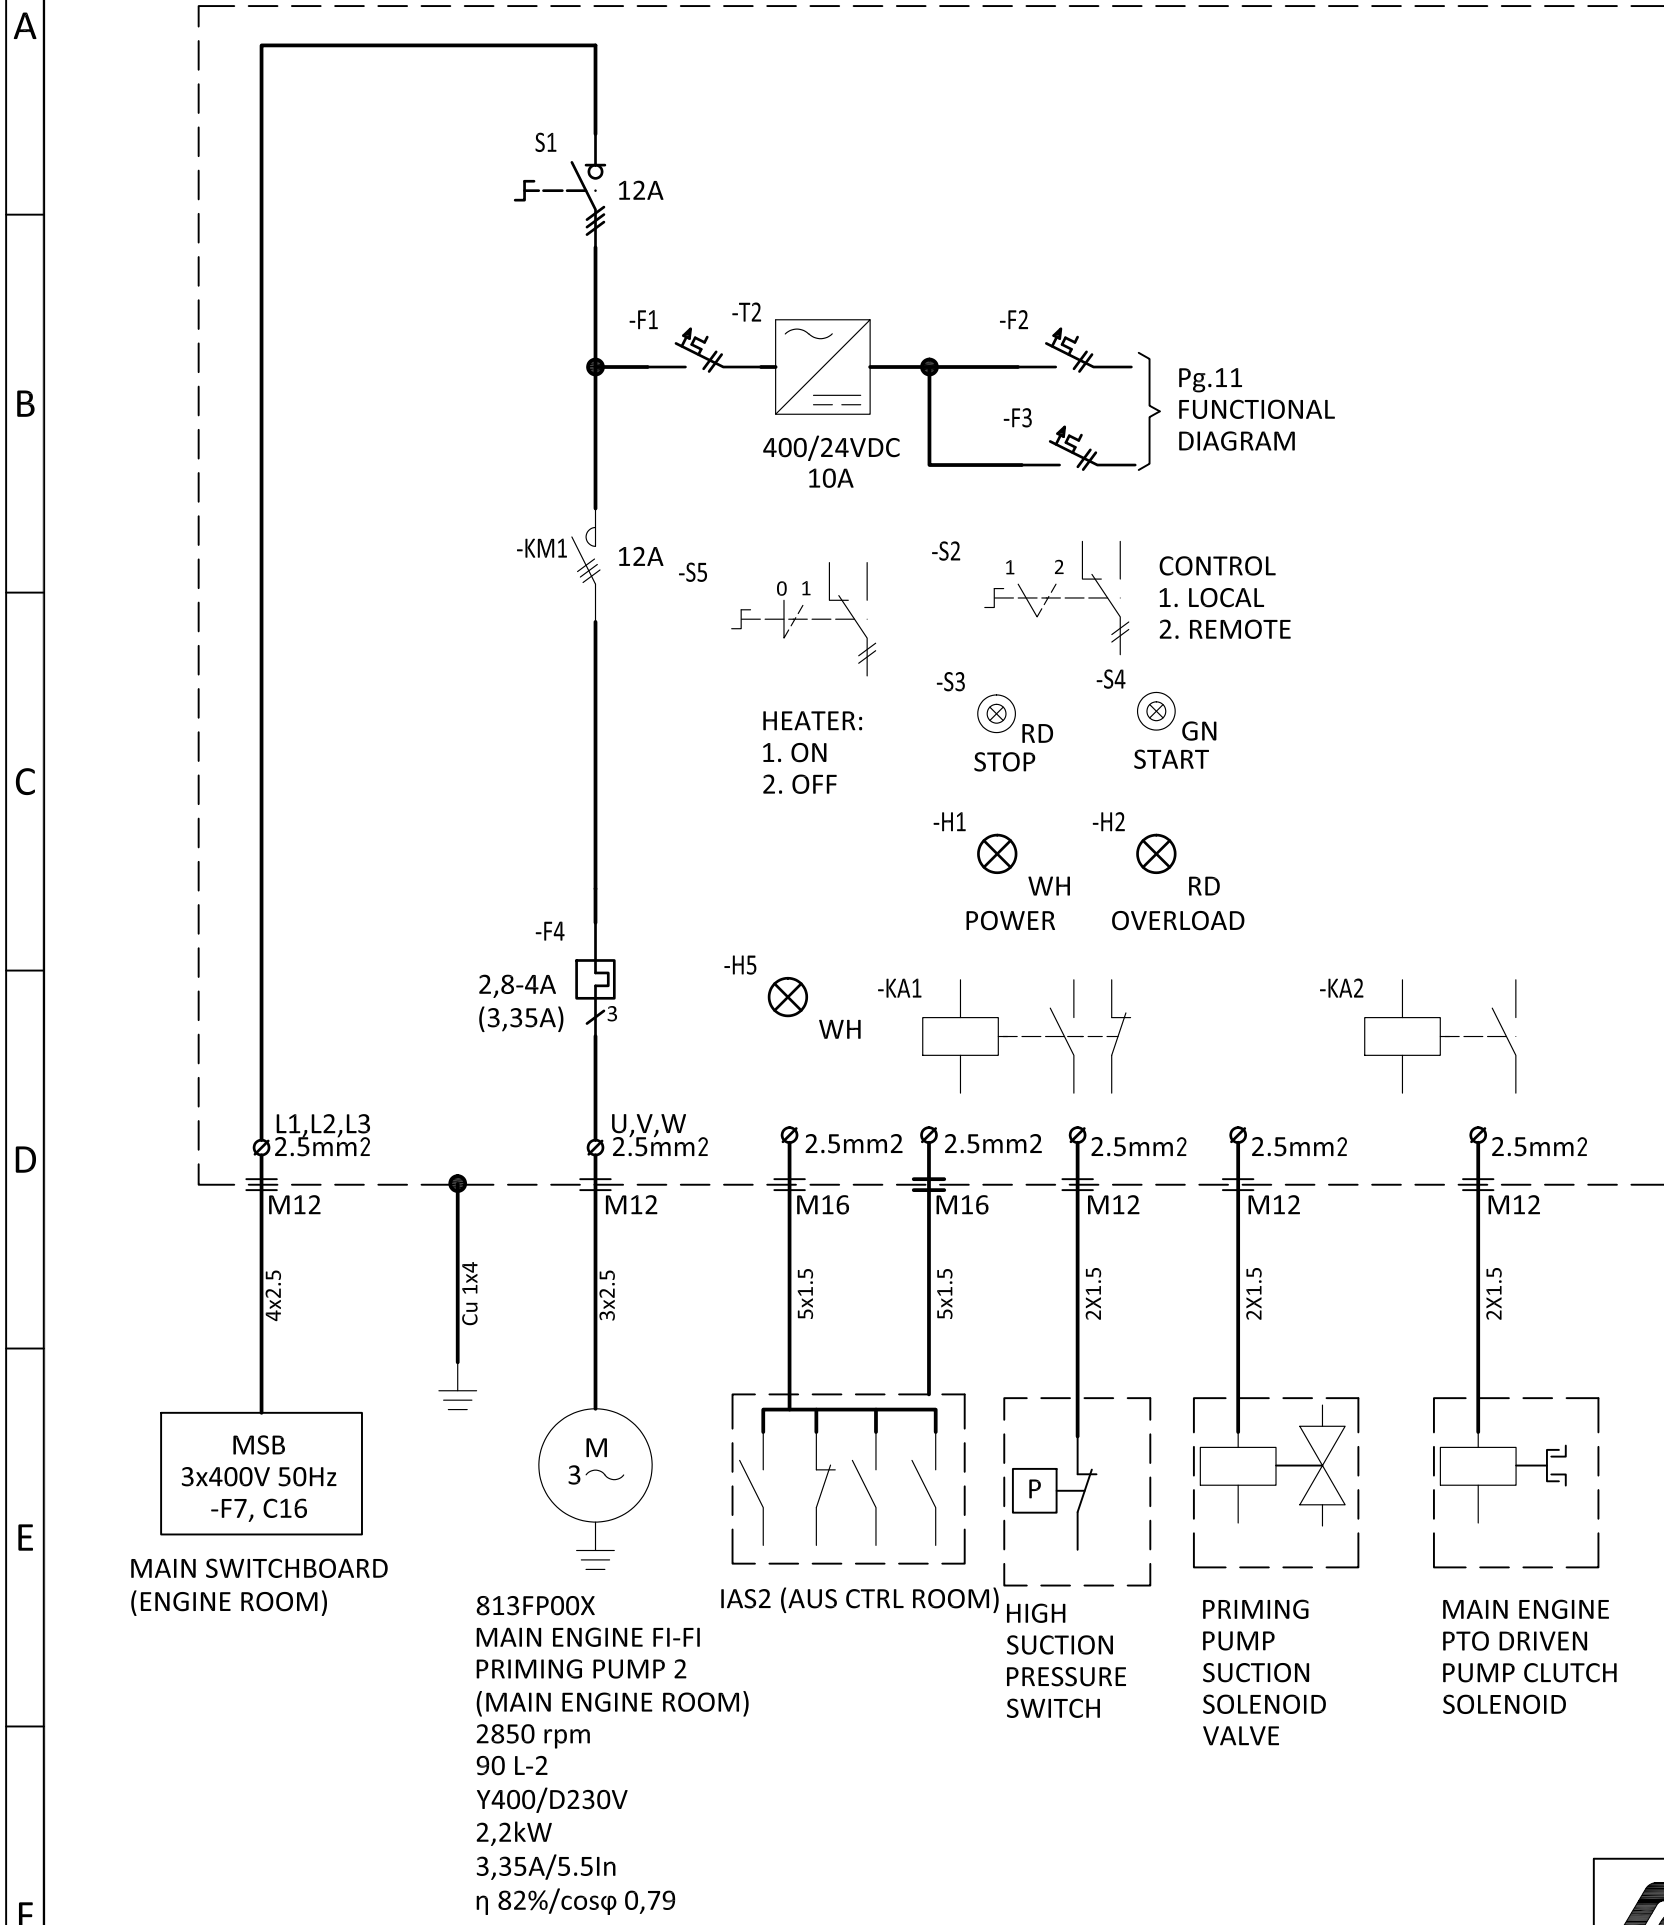 A
S1
12A
-F1
-T2
-F2
-F3
Pg.11
FUNCTIONAL
DIAGRAM
B
400/24VDC
10A
-KM1
12A
-S5
0 1
-S2
1 2
CONTROL
1. LOCAL
2. REMOTE
-S3
RD
STOP
-S4
GN
START
HEATER:
1. ON
2. OFF
C
-H1
WH
POWER
-H2
RD
OVERLOAD
-F4
2,8-4A
(3,35A)
3
-H5
WH
-KA1
-KA2
D
L1,L2,L3
2.5mm2
U,V,W
2.5mm2
2.5mm2
2.5mm2
2.5mm2
2.5mm2
2.5mm2
M12
M12
M16
M16
M12
M12
M12
4x2.5
Cu 1x4
3x2.5
5x1.5
5x1.5
2X1.5
2X1.5
2X1.5
E
MSB
3x400V 50Hz
-F7, C16
MAIN SWITCHBOARD
(ENGINE ROOM)
M
3
813FP00X
MAIN ENGINE FI-FI
PRIMING PUMP 2
(MAIN ENGINE ROOM)
2850 rpm
90 L-2
Y400/D230V
2,2kW
3,35A/5.5In
η 82%/cosφ 0,79
IAS2 (AUS CTRL ROOM)
P
HIGH
SUCTION
PRESSURE
SWITCH
PRIMING
PUMP
SUCTION
SOLENOID
VALVE
MAIN ENGINE
PTO DRIVEN
PUMP CLUTCH
SOLENOID
F